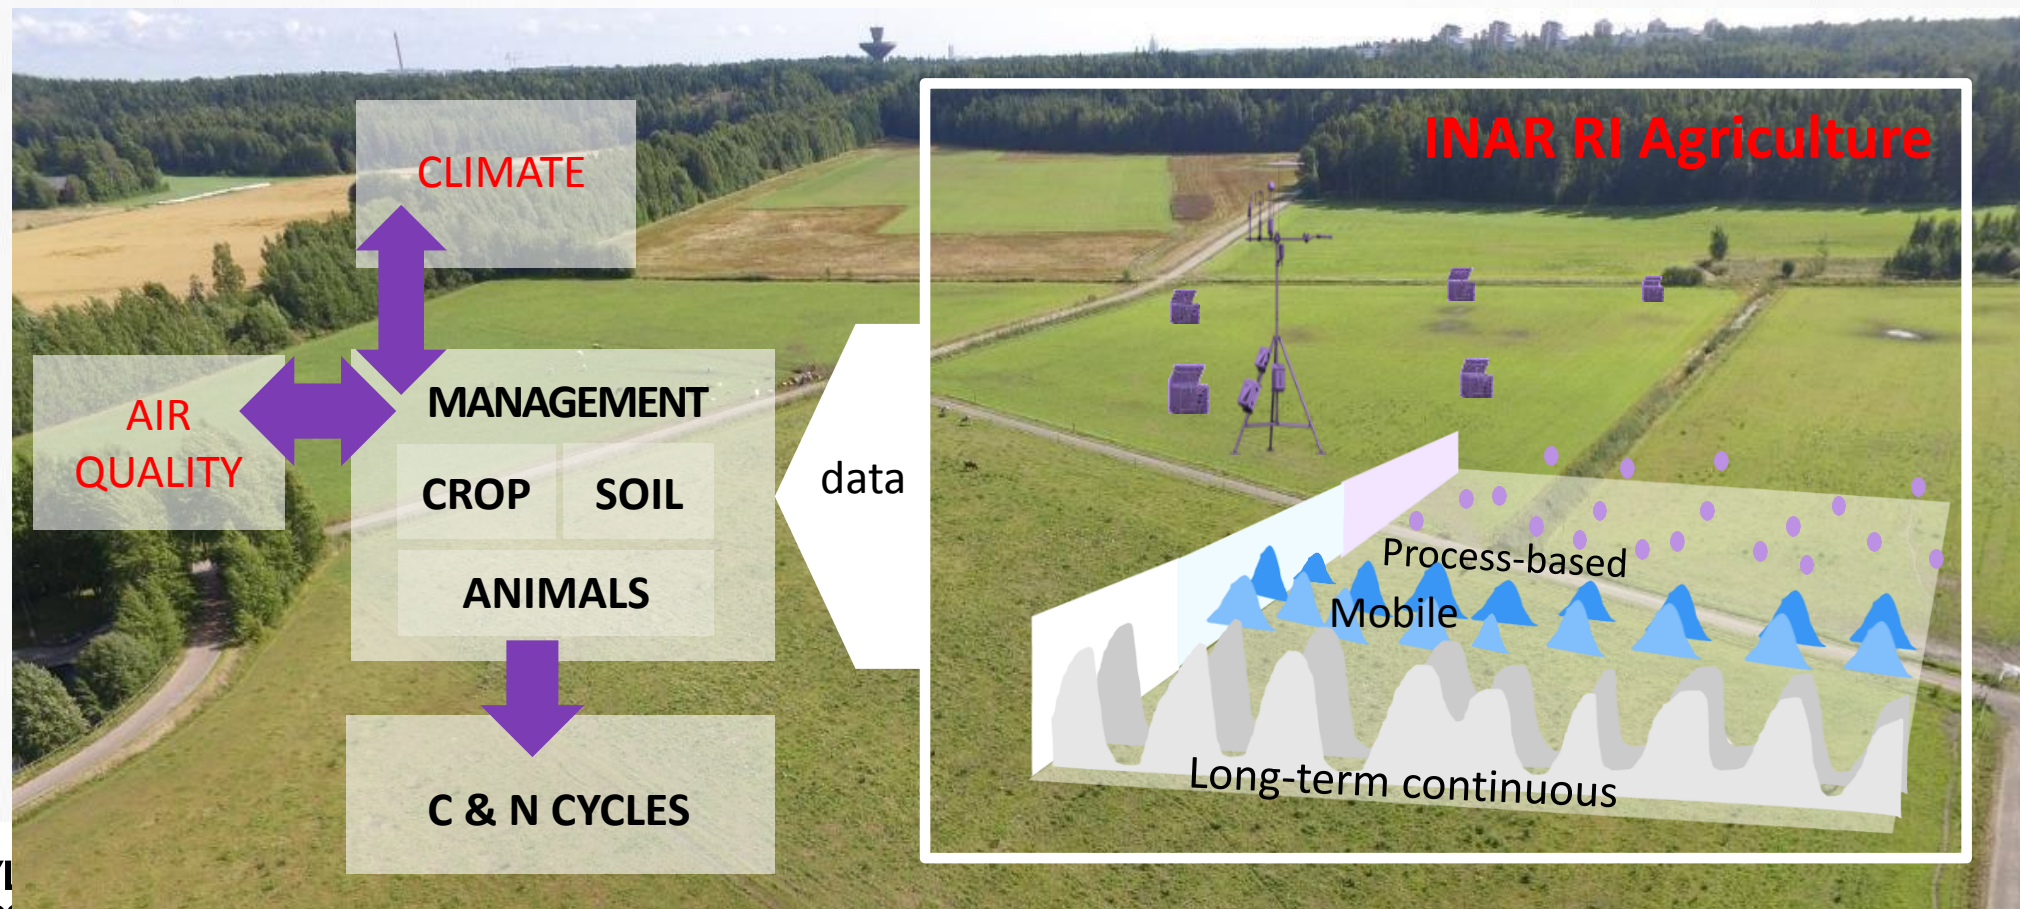 CLIMATE
AIR
QUALITY
MANAGEMENT
CROP
SOIL
ANIMALS
C & N CYCLES
data
INAR RI Agriculture
Process-based
Mobile
Long-term continuous